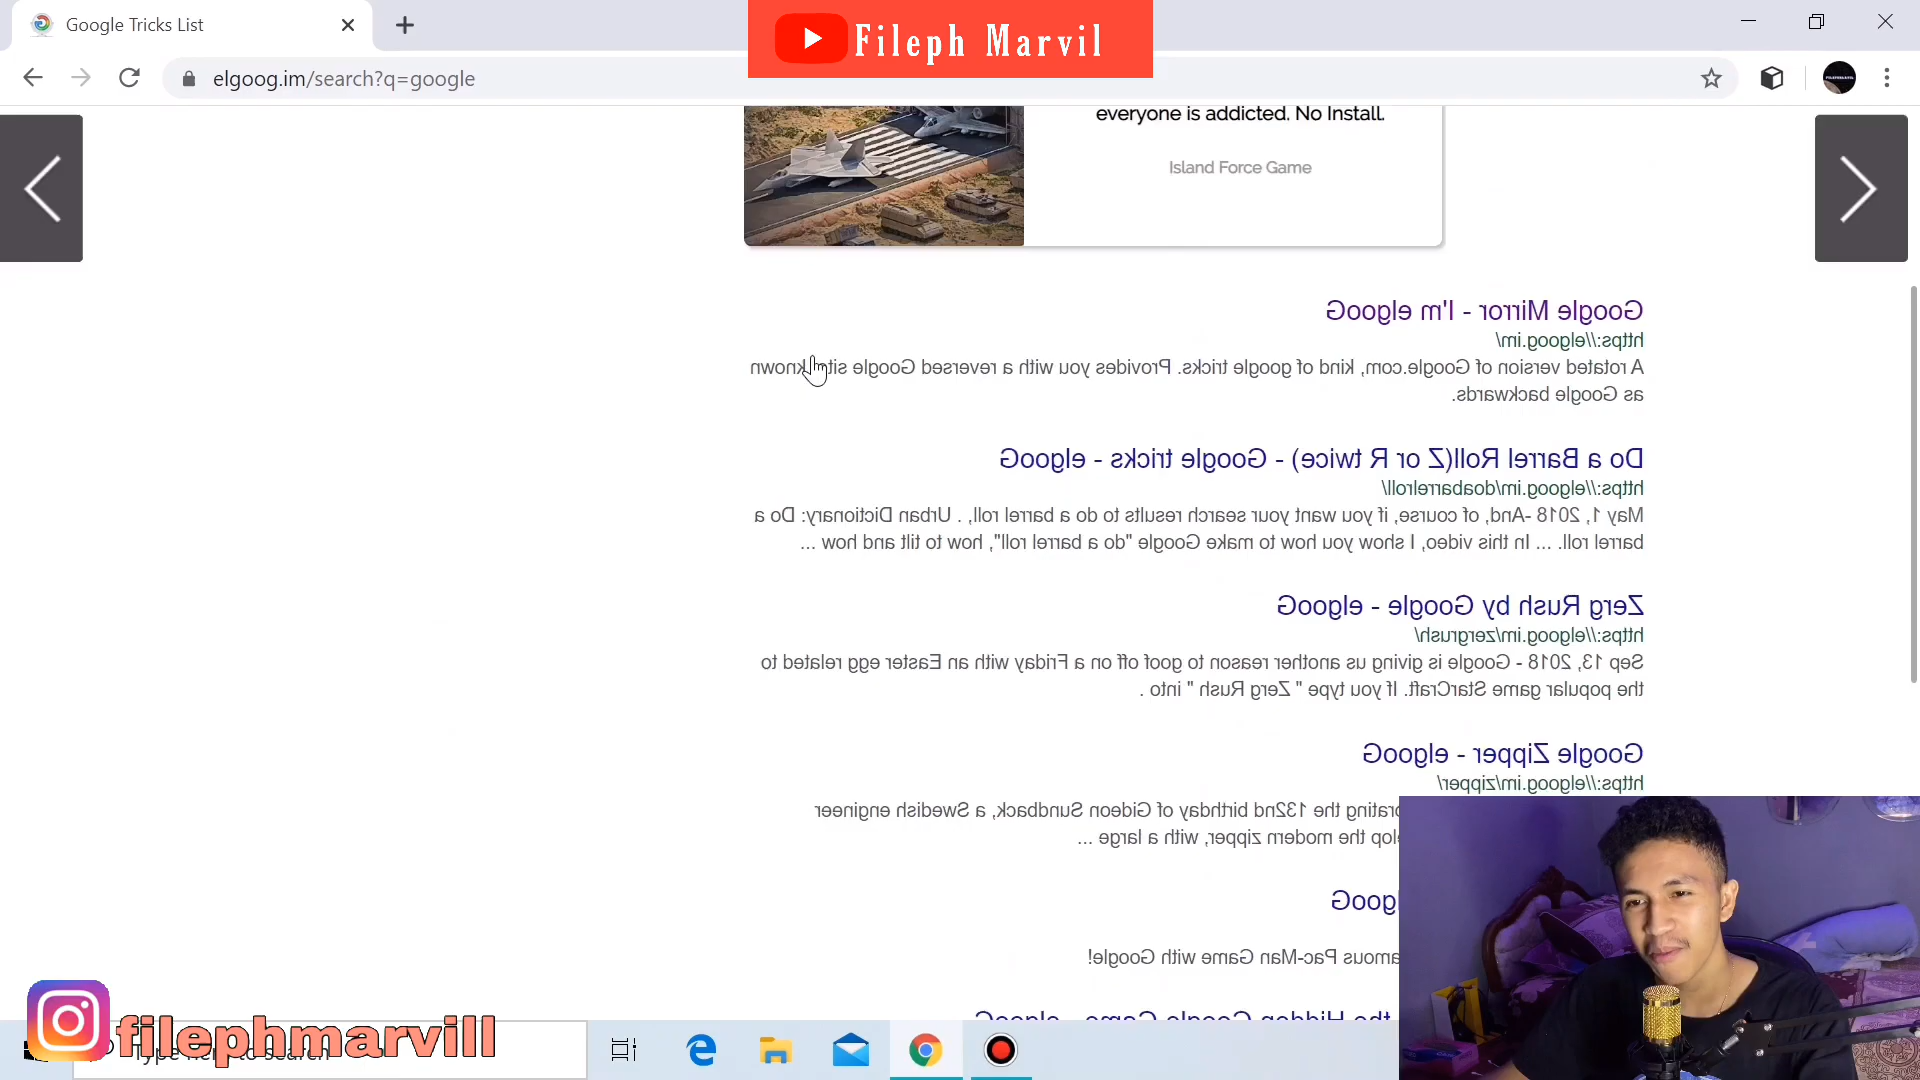 Google Tricks List
Fileph Marvil
elgoog.im/search?q=google
everyone is addicted. No Install.
Island Force Game
Google Mirror - I'm elgooG
https://elgoog.im/
A rotated version of Google.com, kind of google tricks. Provides you with a reversed Google site known
as Google backwards.
Do a Barrel Roll(Z or R twice) - Google tricks - elgooG
https://elgoog.im/doabarrelroll/
May 1, 2018 -And, of course, if you want your search results to do a barrel roll, . Urban Dictionary: Do a
barrel roll. ... In this video, I show you how to make Google "do a barrel roll", how to tilt and how ...
Zerg Rush by Google - elgooG
https://elgoog.im/zergrush/
Sep 13, 2018 - Google is giving us another reason to goof off on a Friday with an Easter egg related to
the popular game StarCraft. If you type " Zerg Rush " into .
Google Zipper - elgooG
https://elgoog.im/zipper/
the 132nd birthday of Gideon Sundback, a Swedish engineer
the modern zipper, with a large ...
Pac-Man Game with Google!
the Hidden Google Game - elgooG
filephmarvill